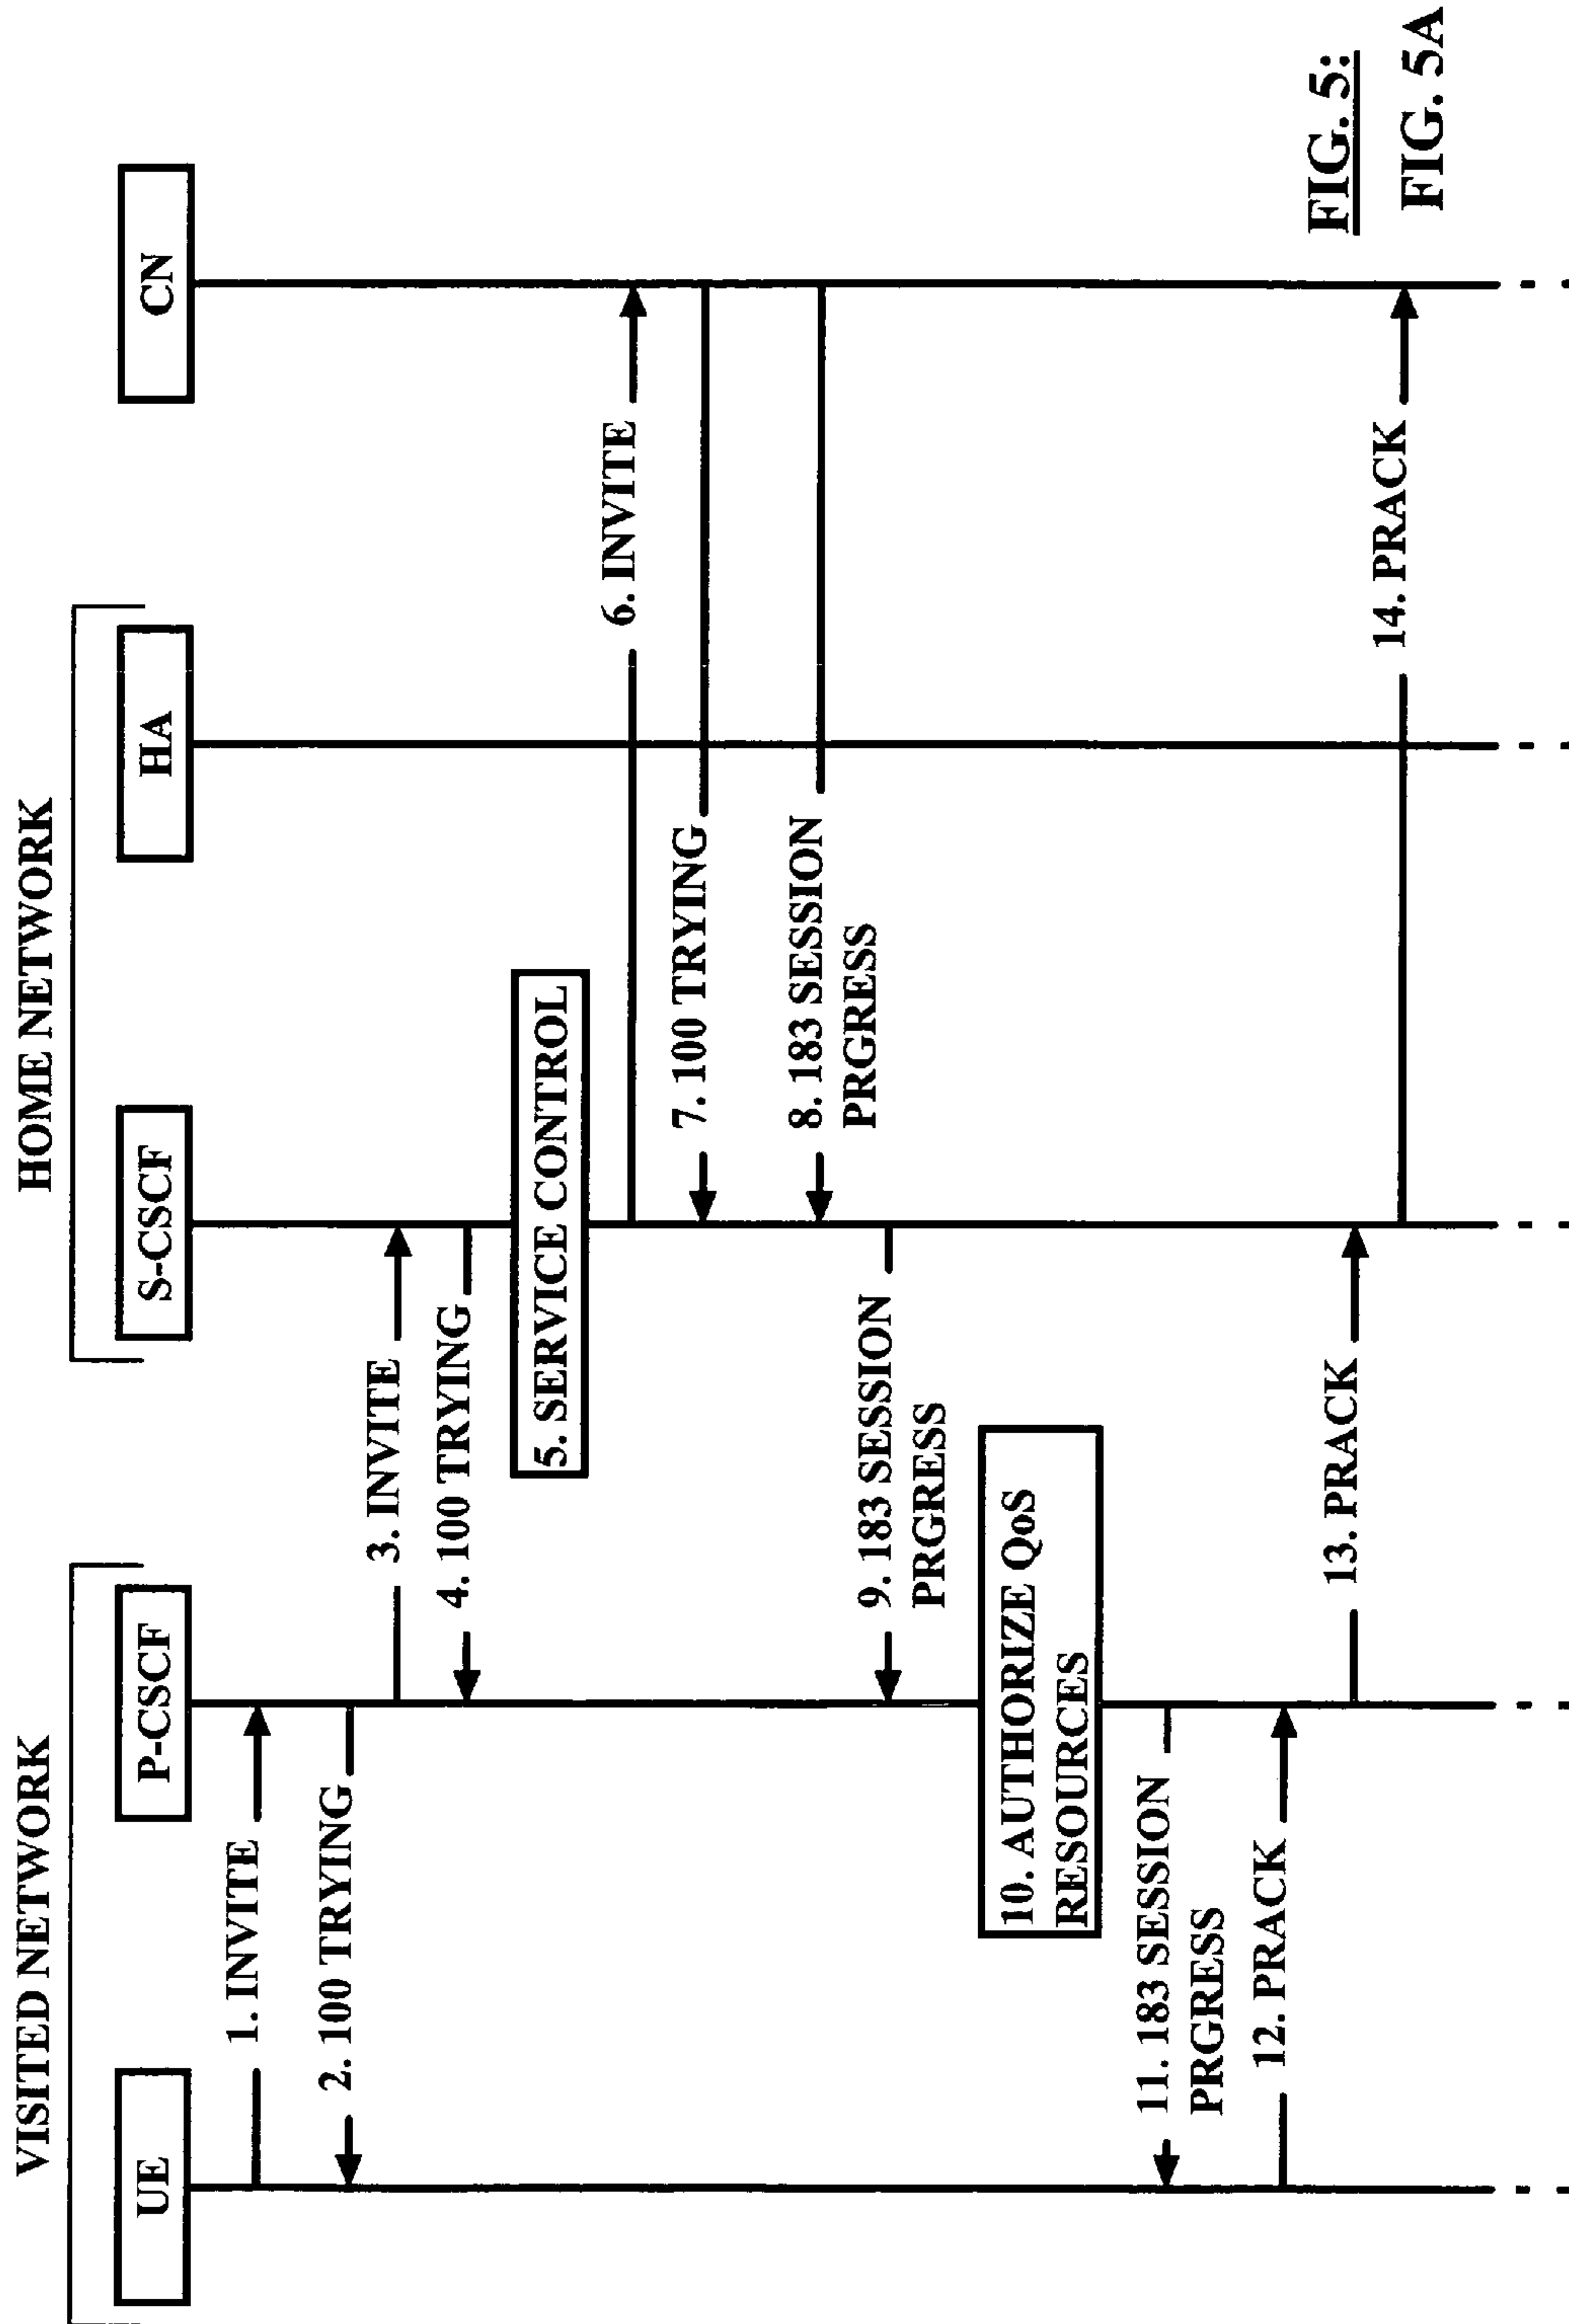 VISITED NETWORK
HOME NETWORK
UE
P-CSCF
S-CSCF
HA
CN
1. INVITE
2. 100 TRYING
3. INVITE
4. 100 TRYING
5. SERVICE CONTROL
6. INVITE
7. 100 TRYING
8. 183 SESSION
PRGRESS
9. 183 SESSION
PRGRESS
10. AUTHORIZE QoS
RESOURCES
11. 183 SESSION
PRGRESS
12. PRACK
13. PRACK
14. PRACK
FIG. 5:
FIG. 5A